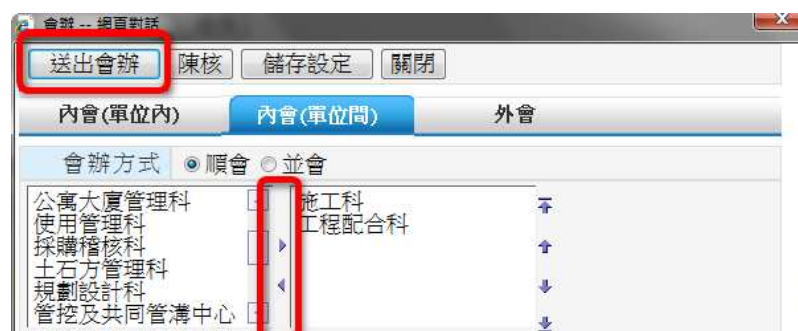 會辦 -- 網頁對話
送出會辦 陳核 儲存設定 關閉
內會(單位內) 內會(單位間) 外會
會辦方式 順會 並會
公寓大廈管理科
使用管理科
採購稽核科
土石方管理科
規劃設計科
管挖及共同管溝中心
施工科
工程配合科